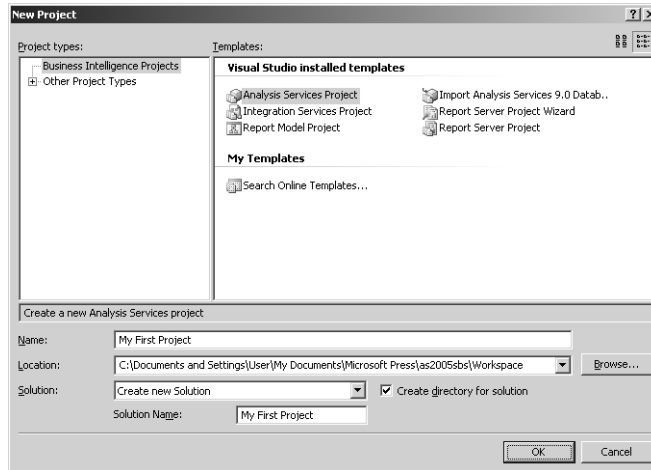 New Project
Project types:
Templates:
Business Intelligence Projects
Other Project Types
Visual Studio installed templates
Analysis Services Project
Import Analysis Services 9.0 Datab..
Integration Services Project
Report Server Project Wizard
Report Model Project
Report Server Project
My Templates
Search Online Templates...
Create a new Analysis Services project
Name:
My First Project
Location:
C:\Documents and Settings\User\My Documents\Microsoft Press\as2005sbs\Workspace
Browse...
Solution:
Create new Solution
Create directory for solution
Solution Name:
My First Project
OK
Cancel